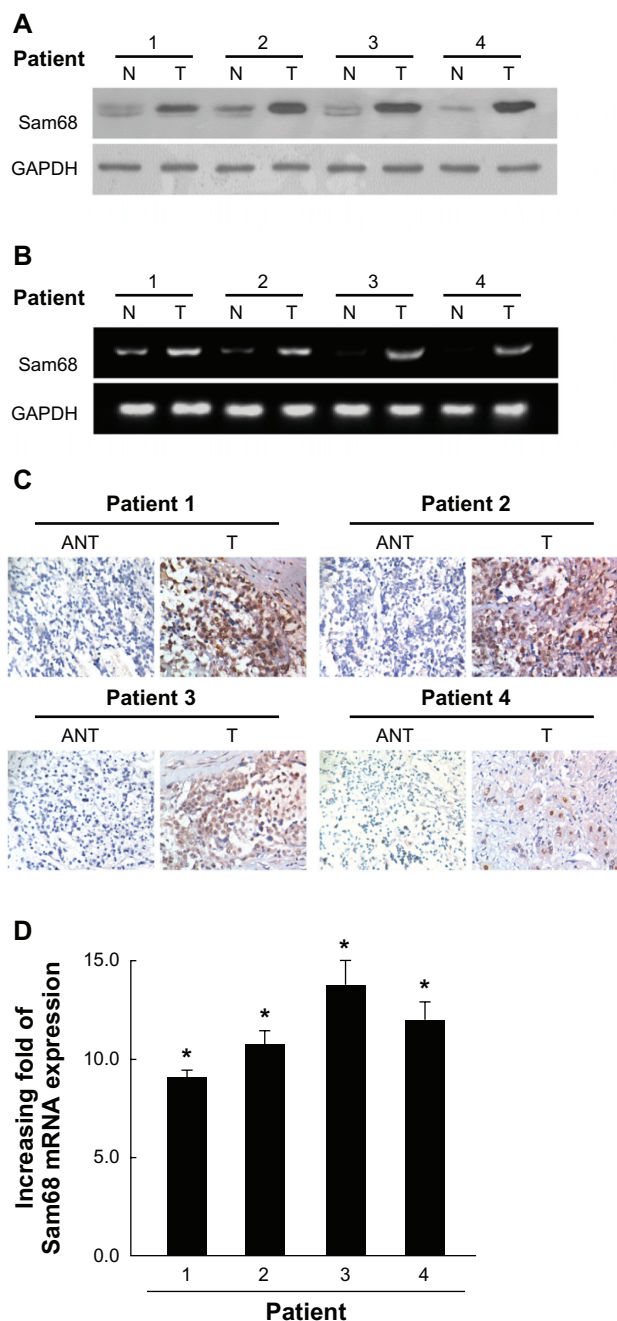 A
Patient 1 2 3 4
N T N T N T N T
Sam68
GAPDH
B
Patient 1 2 3 4
N T N T N T N T
Sam68
GAPDH
C
Patient 1 Patient 2
ANT T ANT T
Patient 3 Patient 4
ANT T ANT T
D
Increasing fold of
Sam68 mRNA expression
15.0
10.0
5.0
0.0
* * * *
1 2 3 4
Patient